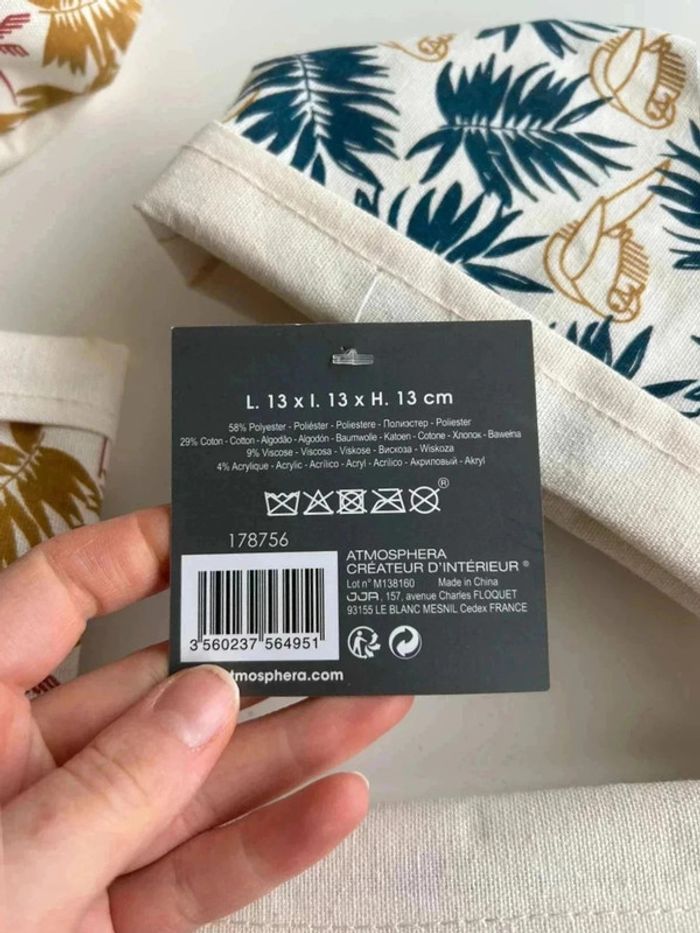 L. 13 x l. 13 x H. 13 cm
58% Polyester - Poliéster - Poliestere - Полиэстер - Poliester
29% Coton - Cotton - Algodão - Algodón - Baumwolle - Katoen - Cotone - Хлопок - Bawełna
9% Viscose - Viscosa - Viskose - Вискоза - Wiskoza
4% Acrylique - Acrylic - Acrílico - Acryl - Acrilico - Акриловый - Akryl
®
178756
ATMOSPHERA
CRÉATEUR D'INTÉRIEUR ®
Lot n° M138160 Made in China
JJA, 157, avenue Charles FLOQUET
93155 LE BLANC MESNIL Cedex FRANCE
3 560237 564951
tmosphera.com